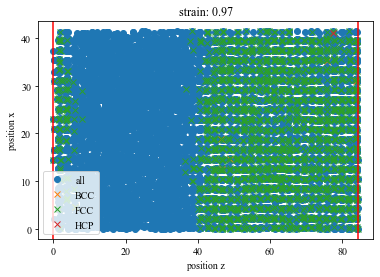 strain: 0.97
position x
40
30
20
10
0
all
BCC
FCC
HCP
0
20
40
60
80
position z